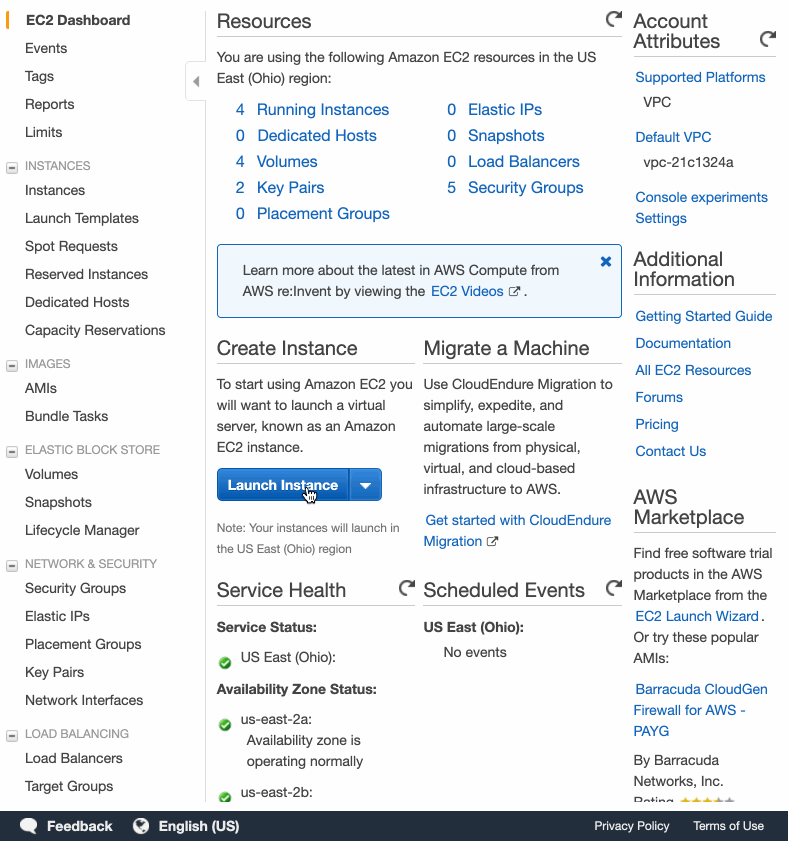 EC2 Dashboard
Events
Tags
Reports
Limits
INSTANCES
Instances
Launch Templates
Spot Requests
Reserved Instances
Dedicated Hosts
Capacity Reservations
IMAGES
AMIs
Bundle Tasks
ELASTIC BLOCK STORE
Volumes
Snapshots
Lifecycle Manager
NETWORK & SECURITY
Security Groups
Elastic IPs
Placement Groups
Key Pairs
Network Interfaces
LOAD BALANCING
Load Balancers
Target Groups
Resources
You are using the following Amazon EC2 resources in the US
East (Ohio) region:
4 Running Instances
0 Elastic IPs
0 Dedicated Hosts
0 Snapshots
4 Volumes
0 Load Balancers
2 Key Pairs
5 Security Groups
0 Placement Groups
Learn more about the latest in AWS Compute from
AWS re:Invent by viewing the EC2 Videos .
Create Instance
To start using Amazon EC2 you
will want to launch a virtual
server, known as an Amazon
EC2 instance.
Launch Instance
Note: Your instances will launch in
the US East (Ohio) region
Migrate a Machine
Use CloudEndure Migration to
simplify, expedite, and
automate large-scale
migrations from physical,
virtual, and cloud-based
infrastructure to AWS.
Get started with CloudEndure
Migration
Service Health
Service Status:
US East (Ohio):
Availability Zone Status:
us-east-2a:
Availability zone is
operating normally
us-east-2b:
Scheduled Events
US East (Ohio):
No events
Account
Attributes
Supported Platforms
VPC
Default VPC
vpc-21c1324a
Console experiments
Settings
Additional
Information
Getting Started Guide
Documentation
All EC2 Resources
Forums
Pricing
Contact Us
AWS
Marketplace
Find free software trial
products in the AWS
Marketplace from the
EC2 Launch Wizard.
Or try these popular
AMIs:
Barracuda CloudGen
Firewall for AWS -
PAYG
By Barracuda
Networks, Inc.
Rating
Feedback
English (US)
Privacy Policy
Terms of Use